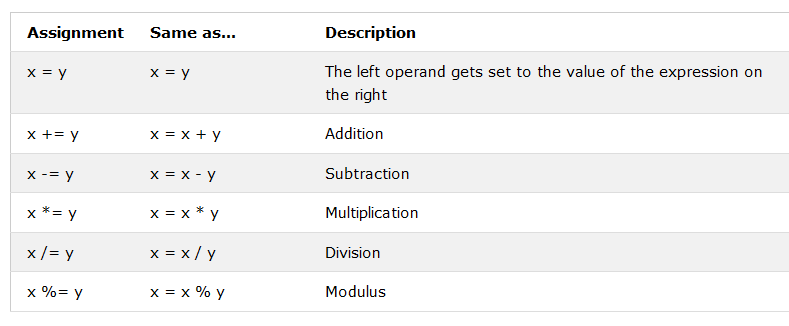 Assignment Same as... Description
x = y x = y The left operand gets set to the value of the expression on
the right
x += y x = x + y Addition
x -= y x = x - y Subtraction
x *= y x = x * y Multiplication
x /= y x = x / y Division
x %= y x = x % y Modulus